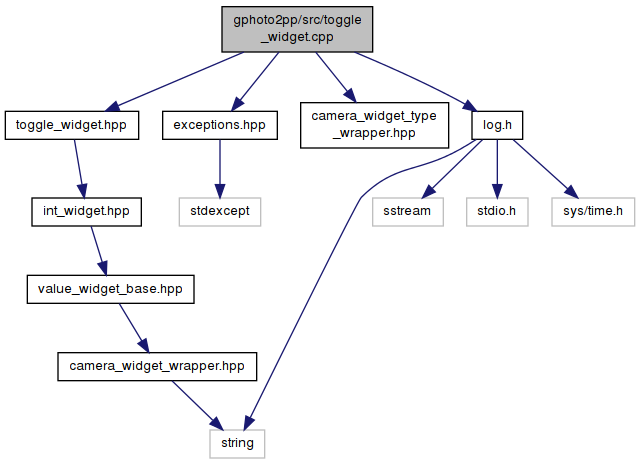 gphoto2pp/src/toggle
_widget.cpp
toggle_widget.hpp
exceptions.hpp
camera_widget_type
_wrapper.hpp
log.h
int_widget.hpp
stdexcept
sstream
stdio.h
sys/time.h
value_widget_base.hpp
camera_widget_wrapper.hpp
string